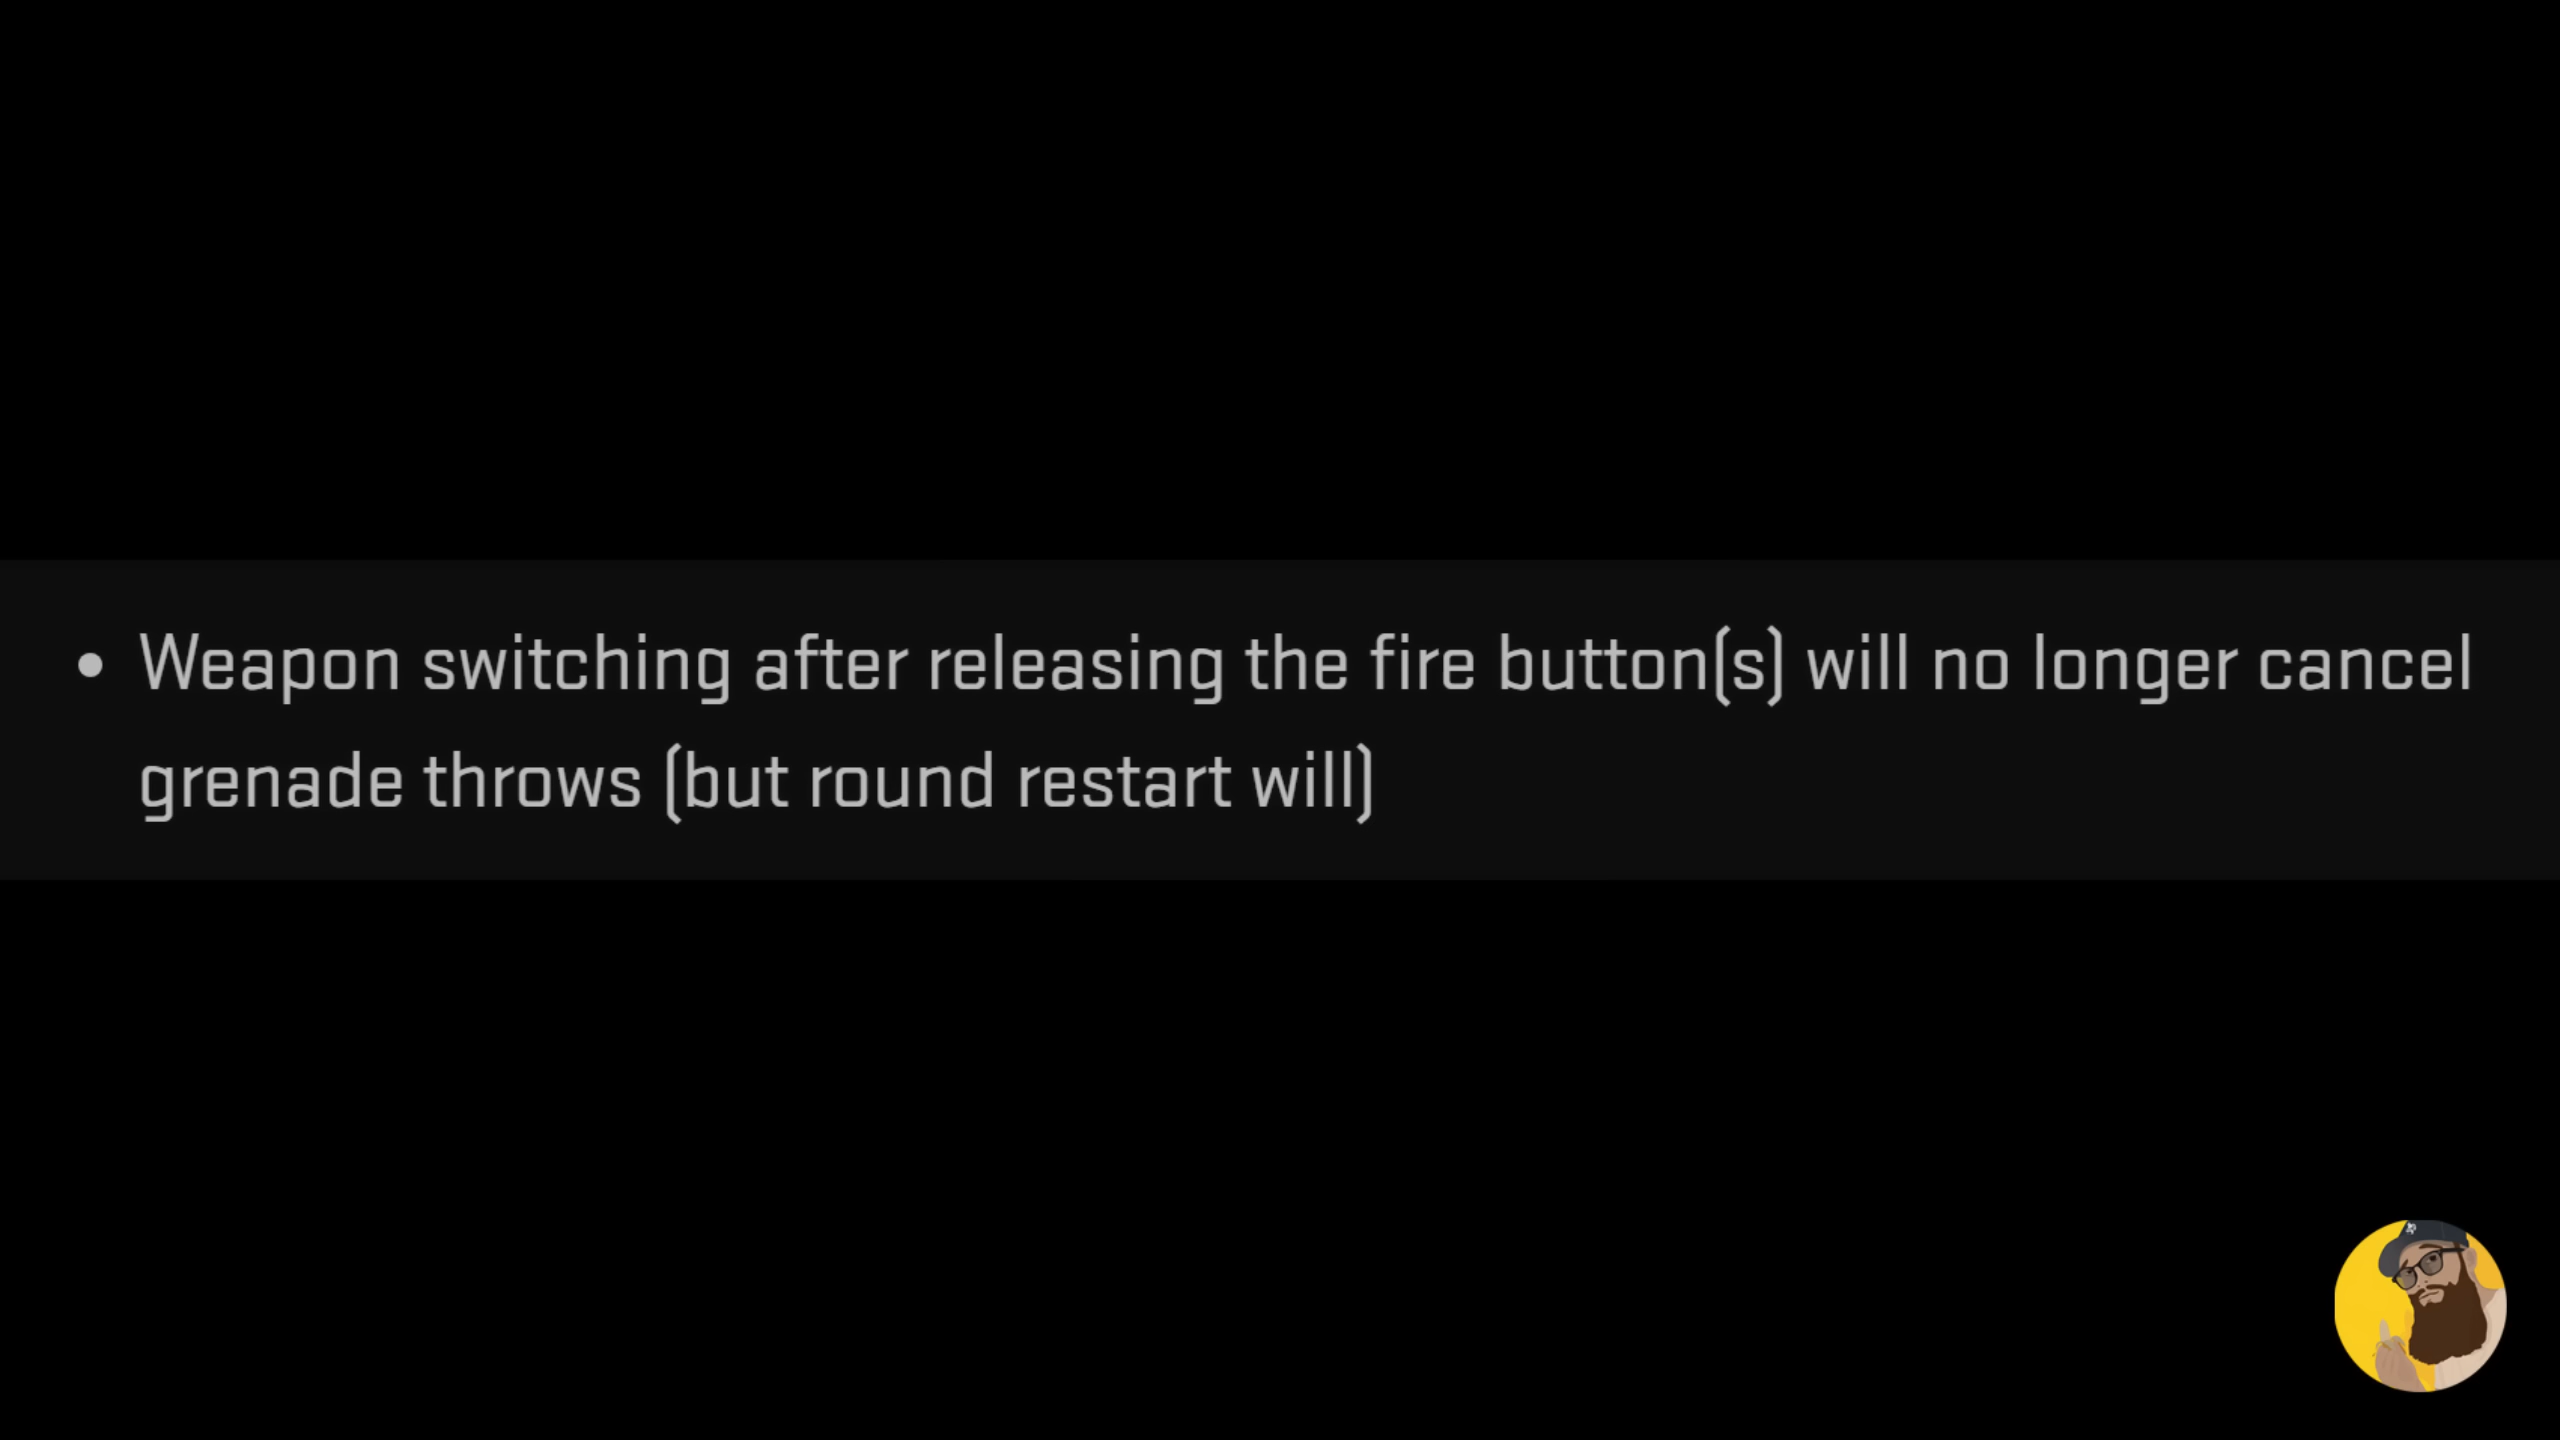 • Weapon switching after releasing the fire button(s) will no longer cancel
grenade throws (but round restart will)